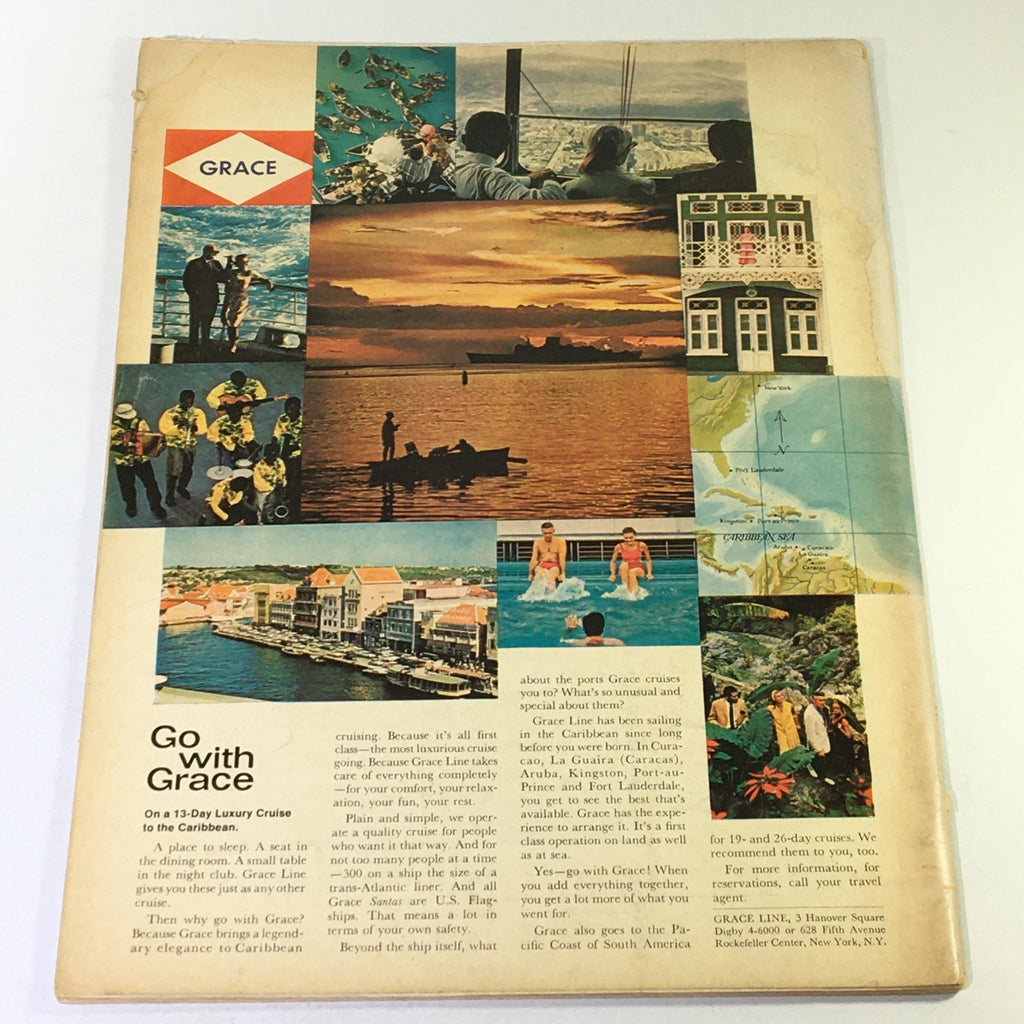 GRACE
New York
N
Fort Lauderdale
Kingston
Port-au-Prince
CARIBBEAN SEA
Aruba
Curacao
La Guaira
Caracas
Go
with
Grace
On a 13-Day Luxury Cruise
to the Caribbean.
A place to sleep. A seat in
the dining room. A small table
in the night club. Grace Line
gives you these just as any other
cruise.
Then why go with Grace?
Because Grace brings a legend-
ary elegance to Caribbean
cruising. Because it's all first
class—the most luxurious cruise
going. Because Grace Line takes
care of everything completely
—for your comfort, your relax-
ation, your fun, your rest.
Plain and simple, we oper-
ate a quality cruise for people
who want it that way. And for
not too many people at a time
—300 on a ship the size of a
trans-Atlantic liner. And all
Grace Santas are U.S. Flag-
ships. That means a lot in
terms of your own safety.
Beyond the ship itself, what
about the ports Grace cruises
you to? What's so unusual and
special about them?
Grace Line has been sailing
in the Caribbean since long
before you were born. In Cura-
cao, La Guaira (Caracas),
Aruba, Kingston, Port-au-
Prince and Fort Lauderdale,
you get to see the best that's
available. Grace has the expe-
rience to arrange it. It's a first
class operation on land as well
as at sea.
Yes—go with Grace! When
you add everything together,
you get a lot more of what you
went for.
Grace also goes to the Pa-
cific Coast of South America
for 19- and 26-day cruises. We
recommend them to you, too.
For more information, for
reservations, call your travel
agent.
GRACE LINE, 3 Hanover Square
Digby 4-6000 or 628 Fifth Avenue
Rockefeller Center, New York, N.Y.